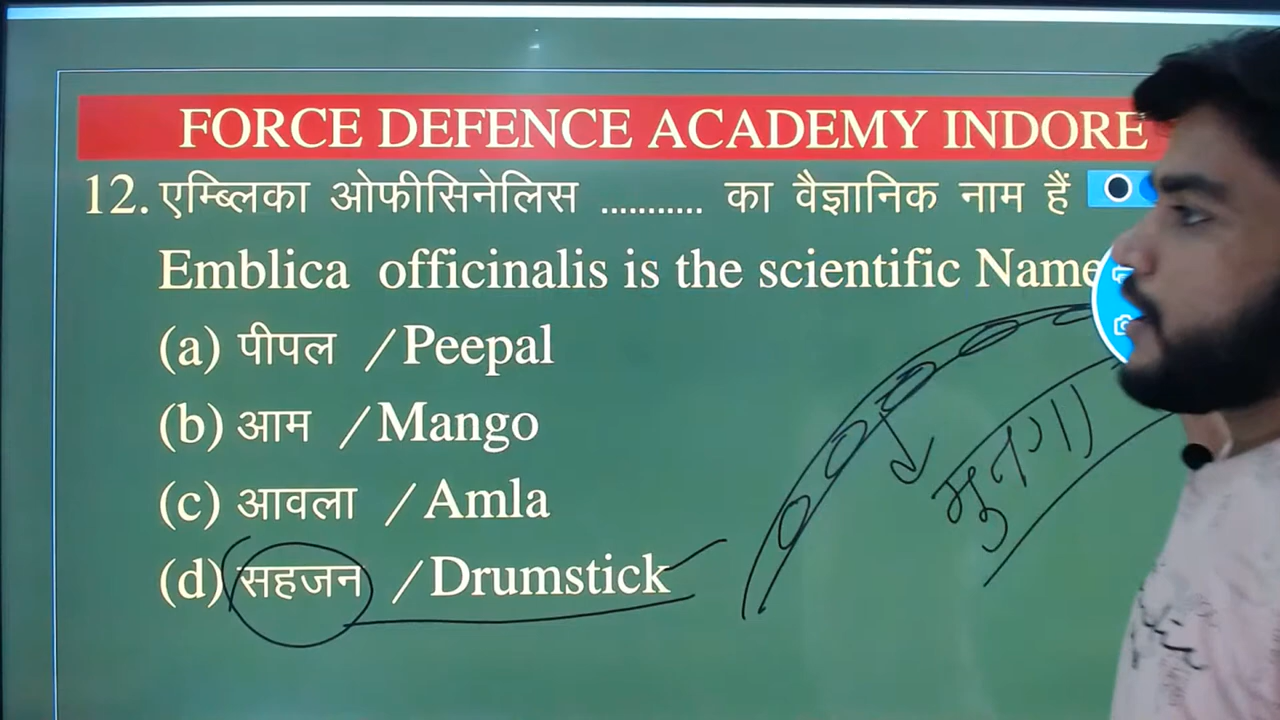 FORCE DEFENCE ACADEMY INDORE
12. एम्ब्लिका ओफीसिनेलिस ........... का वैज्ञानिक नाम हैं
Emblica officinalis is the scientific Name
(a) पीपल / Peepal
(b) आम / Mango
(c) आवला / Amla
(d) सहजन / Drumstick
मुनगा